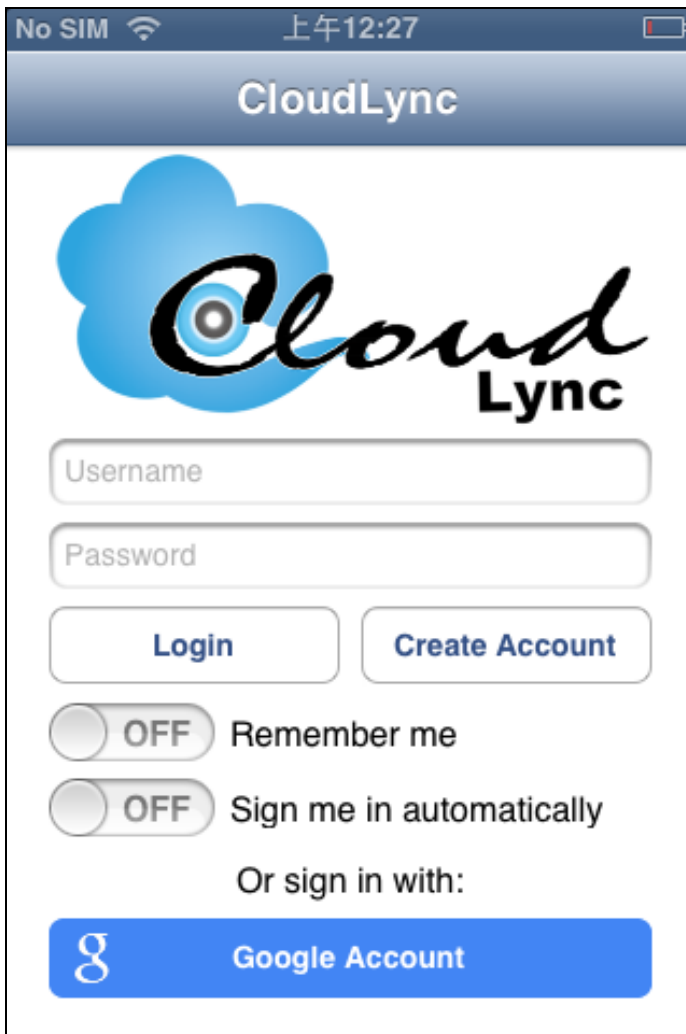 No SIM 上午12:27
CloudLync
Cloud
Lync
Username
Password
Login Create Account
OFF Remember me
OFF Sign me in automatically
Or sign in with:
g Google Account